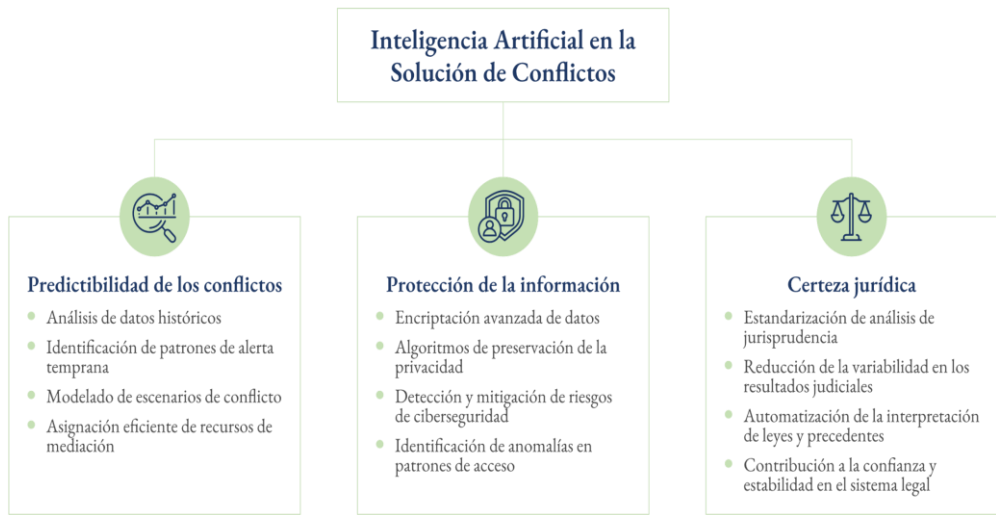 Inteligencia Artificial en la
Solución de Conflictos
Predictibilidad de los conflictos
Análisis de datos históricos
Identificación de patrones de alerta
temprana
Modelado de escenarios de conflicto
Asignación eficiente de recursos de
mediación
Protección de la información
Encriptación avanzada de datos
Algoritmos de preservación de la
privacidad
Detección y mitigación de riesgos
de ciberseguridad
Identificación de anomalías en
patrones de acceso
Certeza jurídica
Estandarización de análisis de
jurisprudencia
Reducción de la variabilidad en los
resultados judiciales
Automatización de la interpretación
de leyes y precedentes
Contribución a la confianza y
estabilidad en el sistema legal